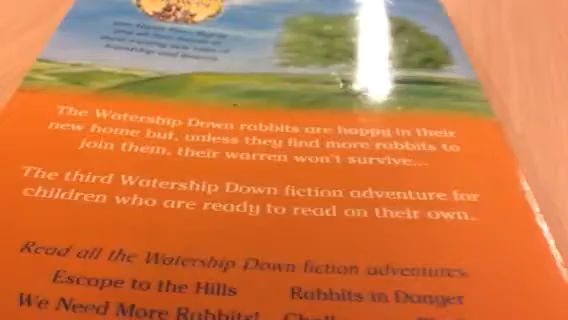 The Watership Down rabbits are happy in their
new home but, unless they find more rabbits to
join them, their warren won't survive...
The third Watership Down fiction adventure for
children who are ready to read on their own.
Read all the Watership Down fiction adventures
Escape to the Hills Rabbits in Danger
We Need More Rabbits!